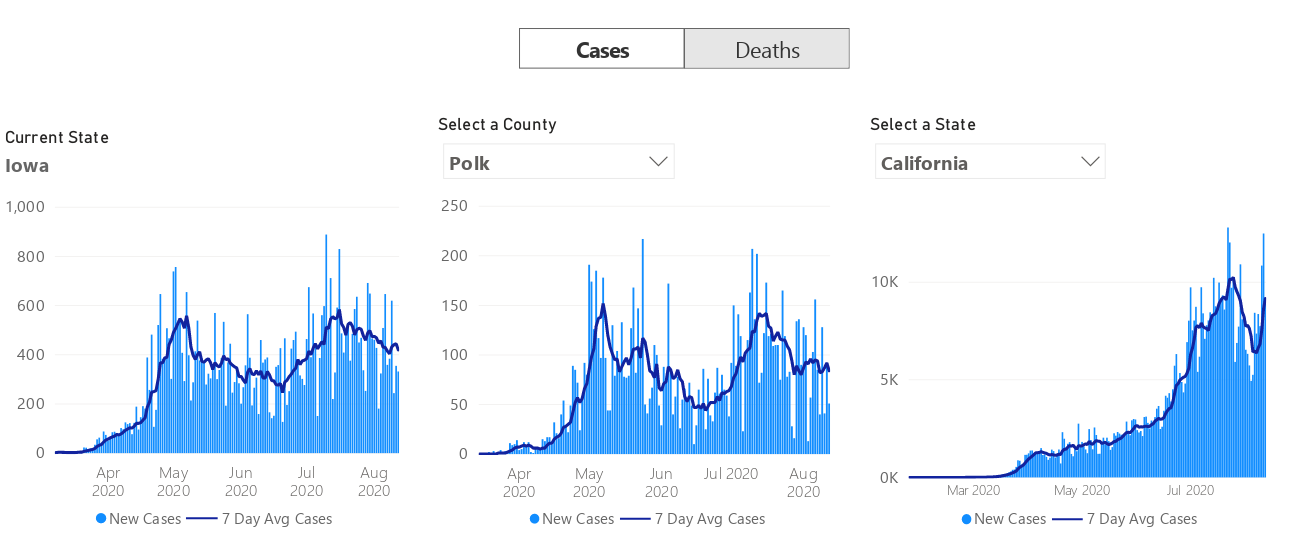 Cases Deaths
Current State
Iowa
1,000
800
600
400
200
0
Apr 2020 May 2020 Jun 2020 Jul 2020 Aug 2020
New Cases 7 Day Avg Cases
Select a County
Polk
250
200
150
100
50
0
Apr 2020 May 2020 Jun 2020 Jul 2020 Aug 2020
New Cases 7 Day Avg Cases
Select a State
California
10K
5K
0K
Mar 2020 May 2020 Jul 2020
New Cases 7 Day Avg Cases